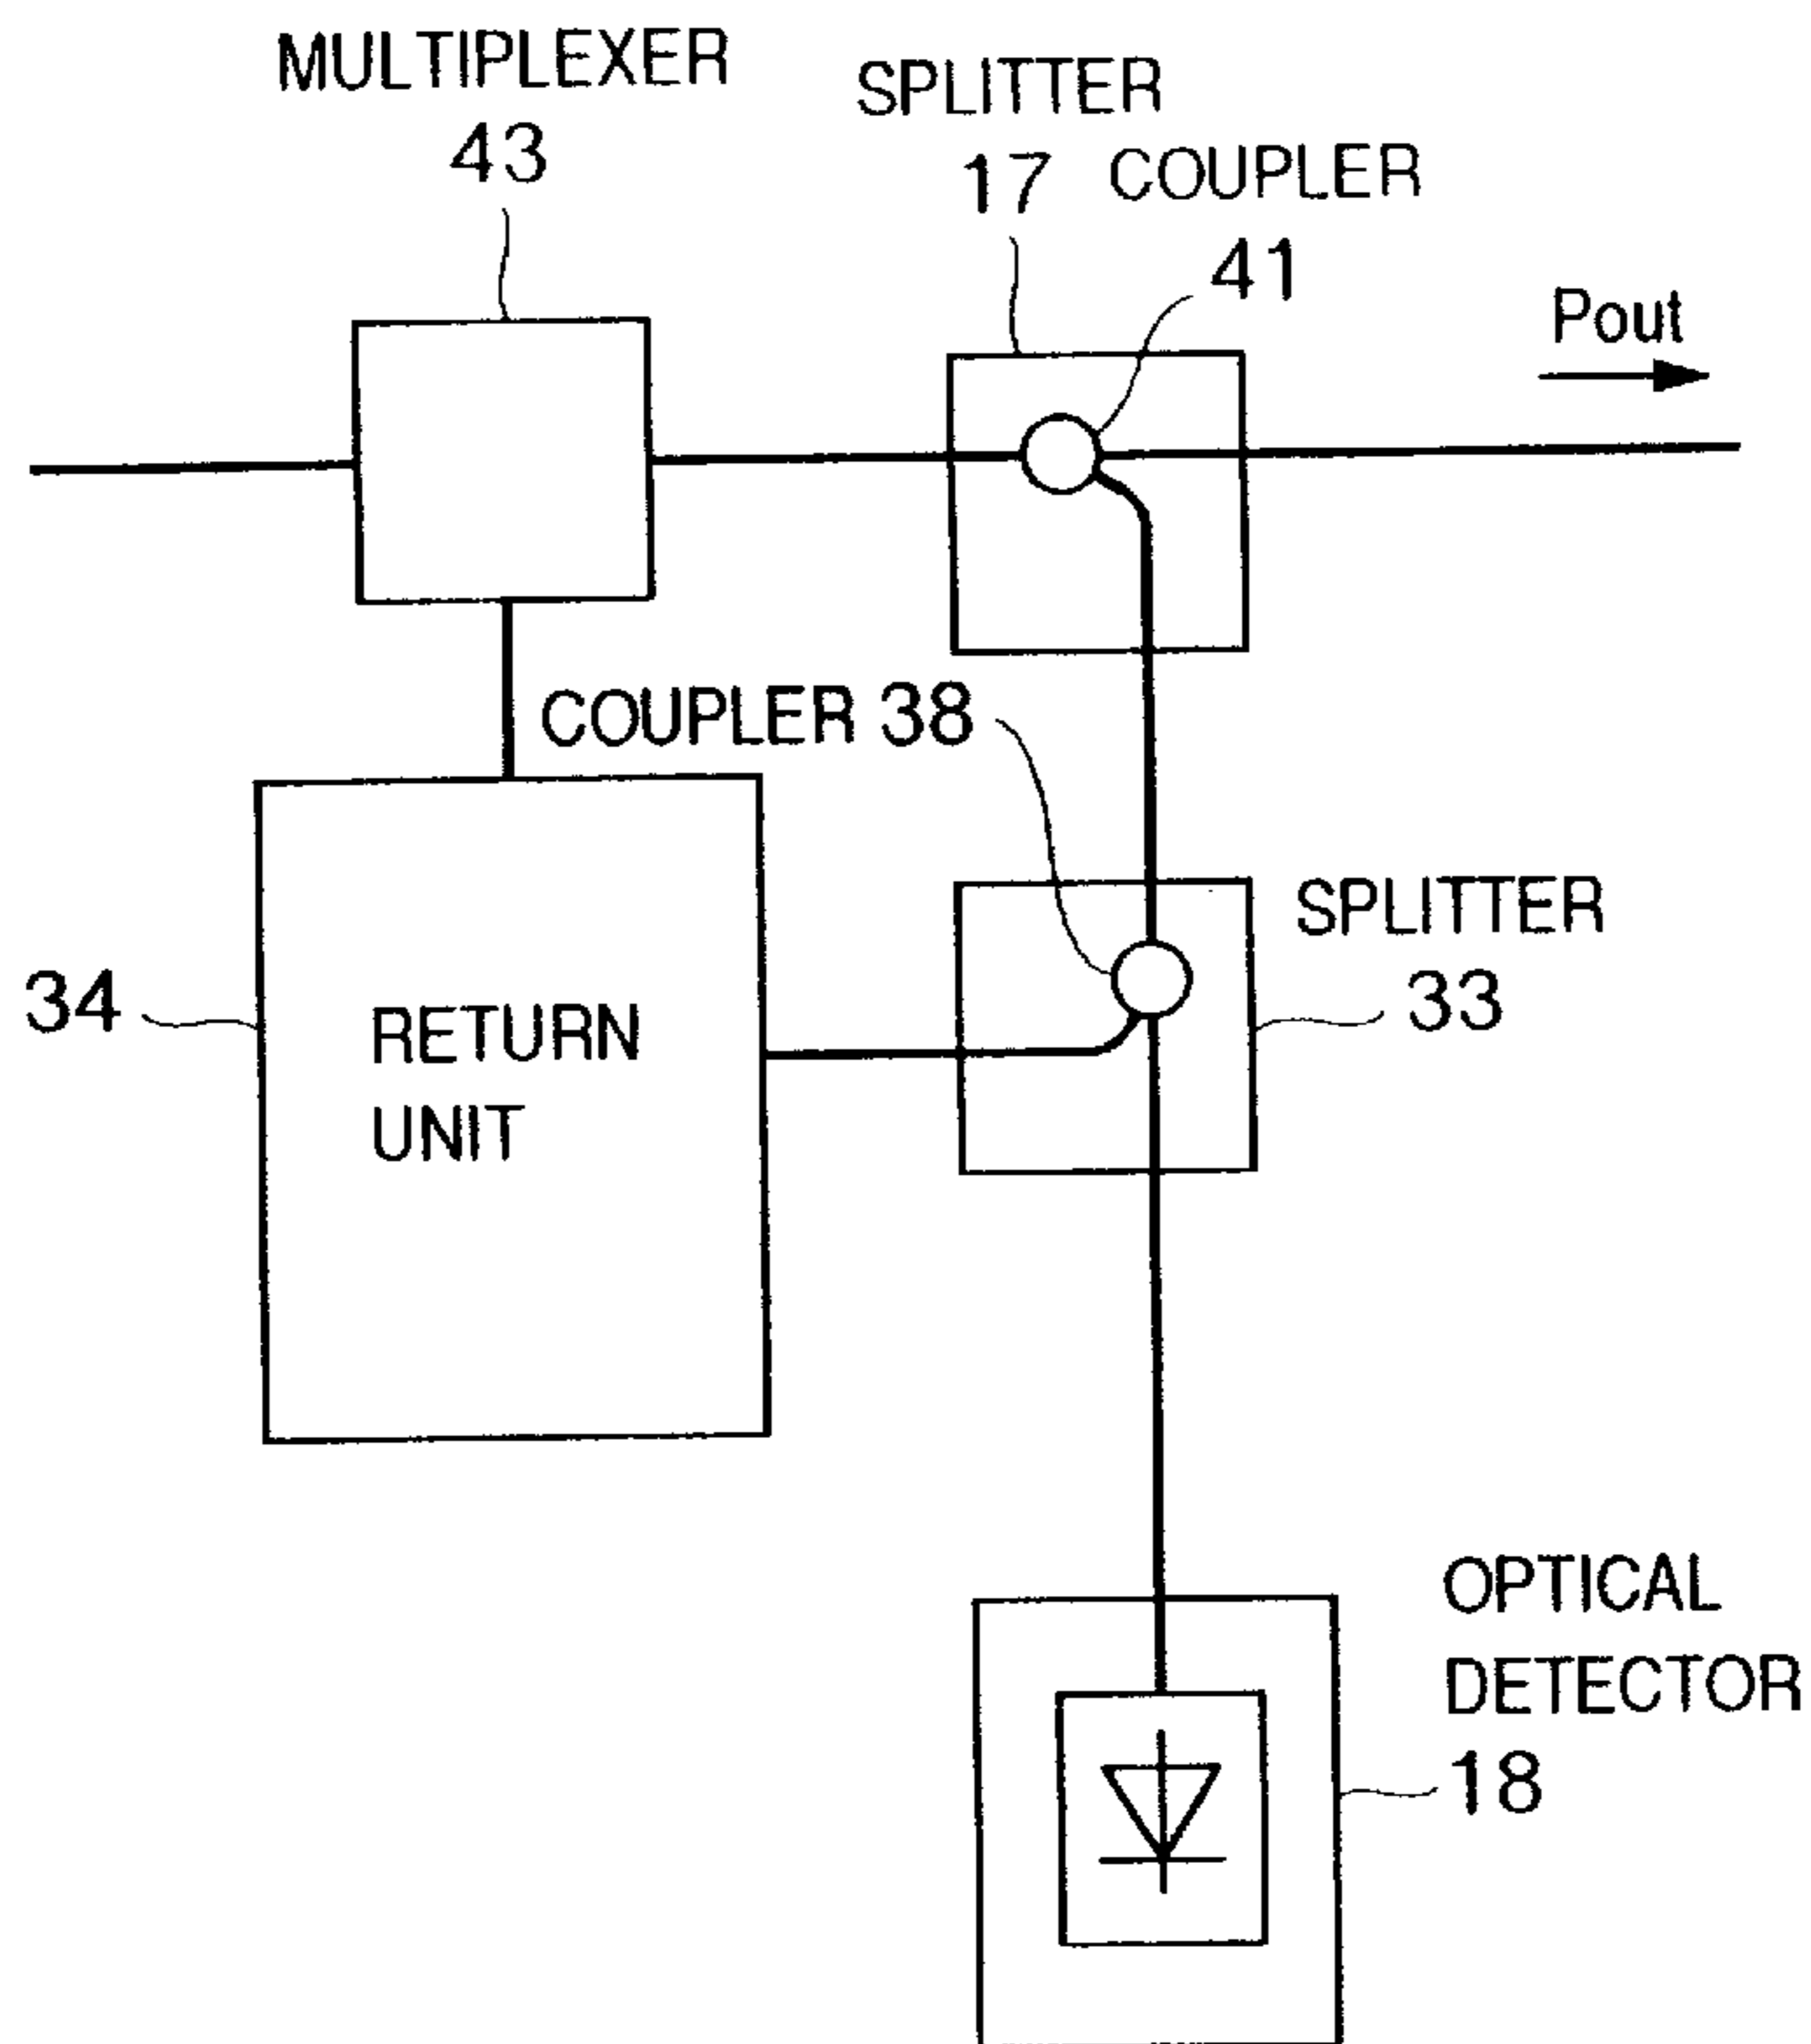 MULTIPLEXER
43
SPLITTER
17
COUPLER
41
Pout
COUPLER 38
SPLITTER
33
34
RETURN
UNIT
OPTICAL
DETECTOR
18